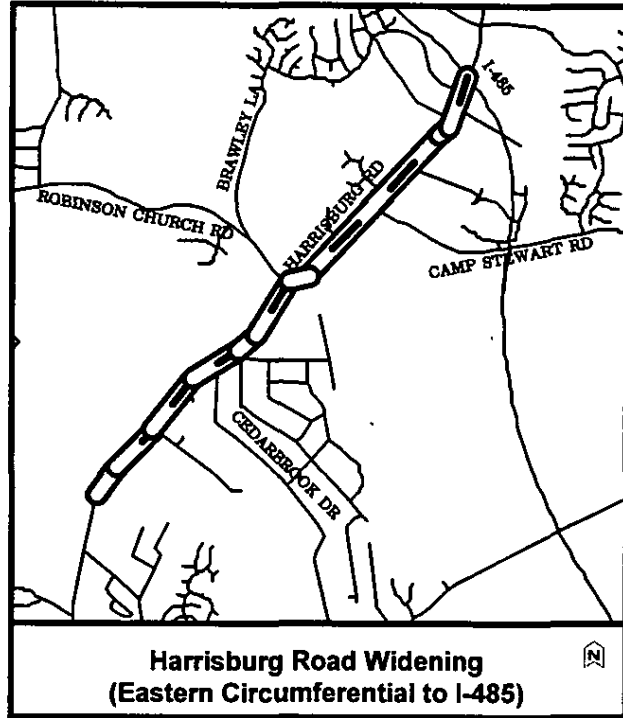 I-485
BRAWLEY LA
HARRISBURG RD
ROBINSON CHURCH RD
CAMP STEWART RD
CEDARBROOK DR
Harrisburg Road Widening
(Eastern Circumferential to I-485)
N